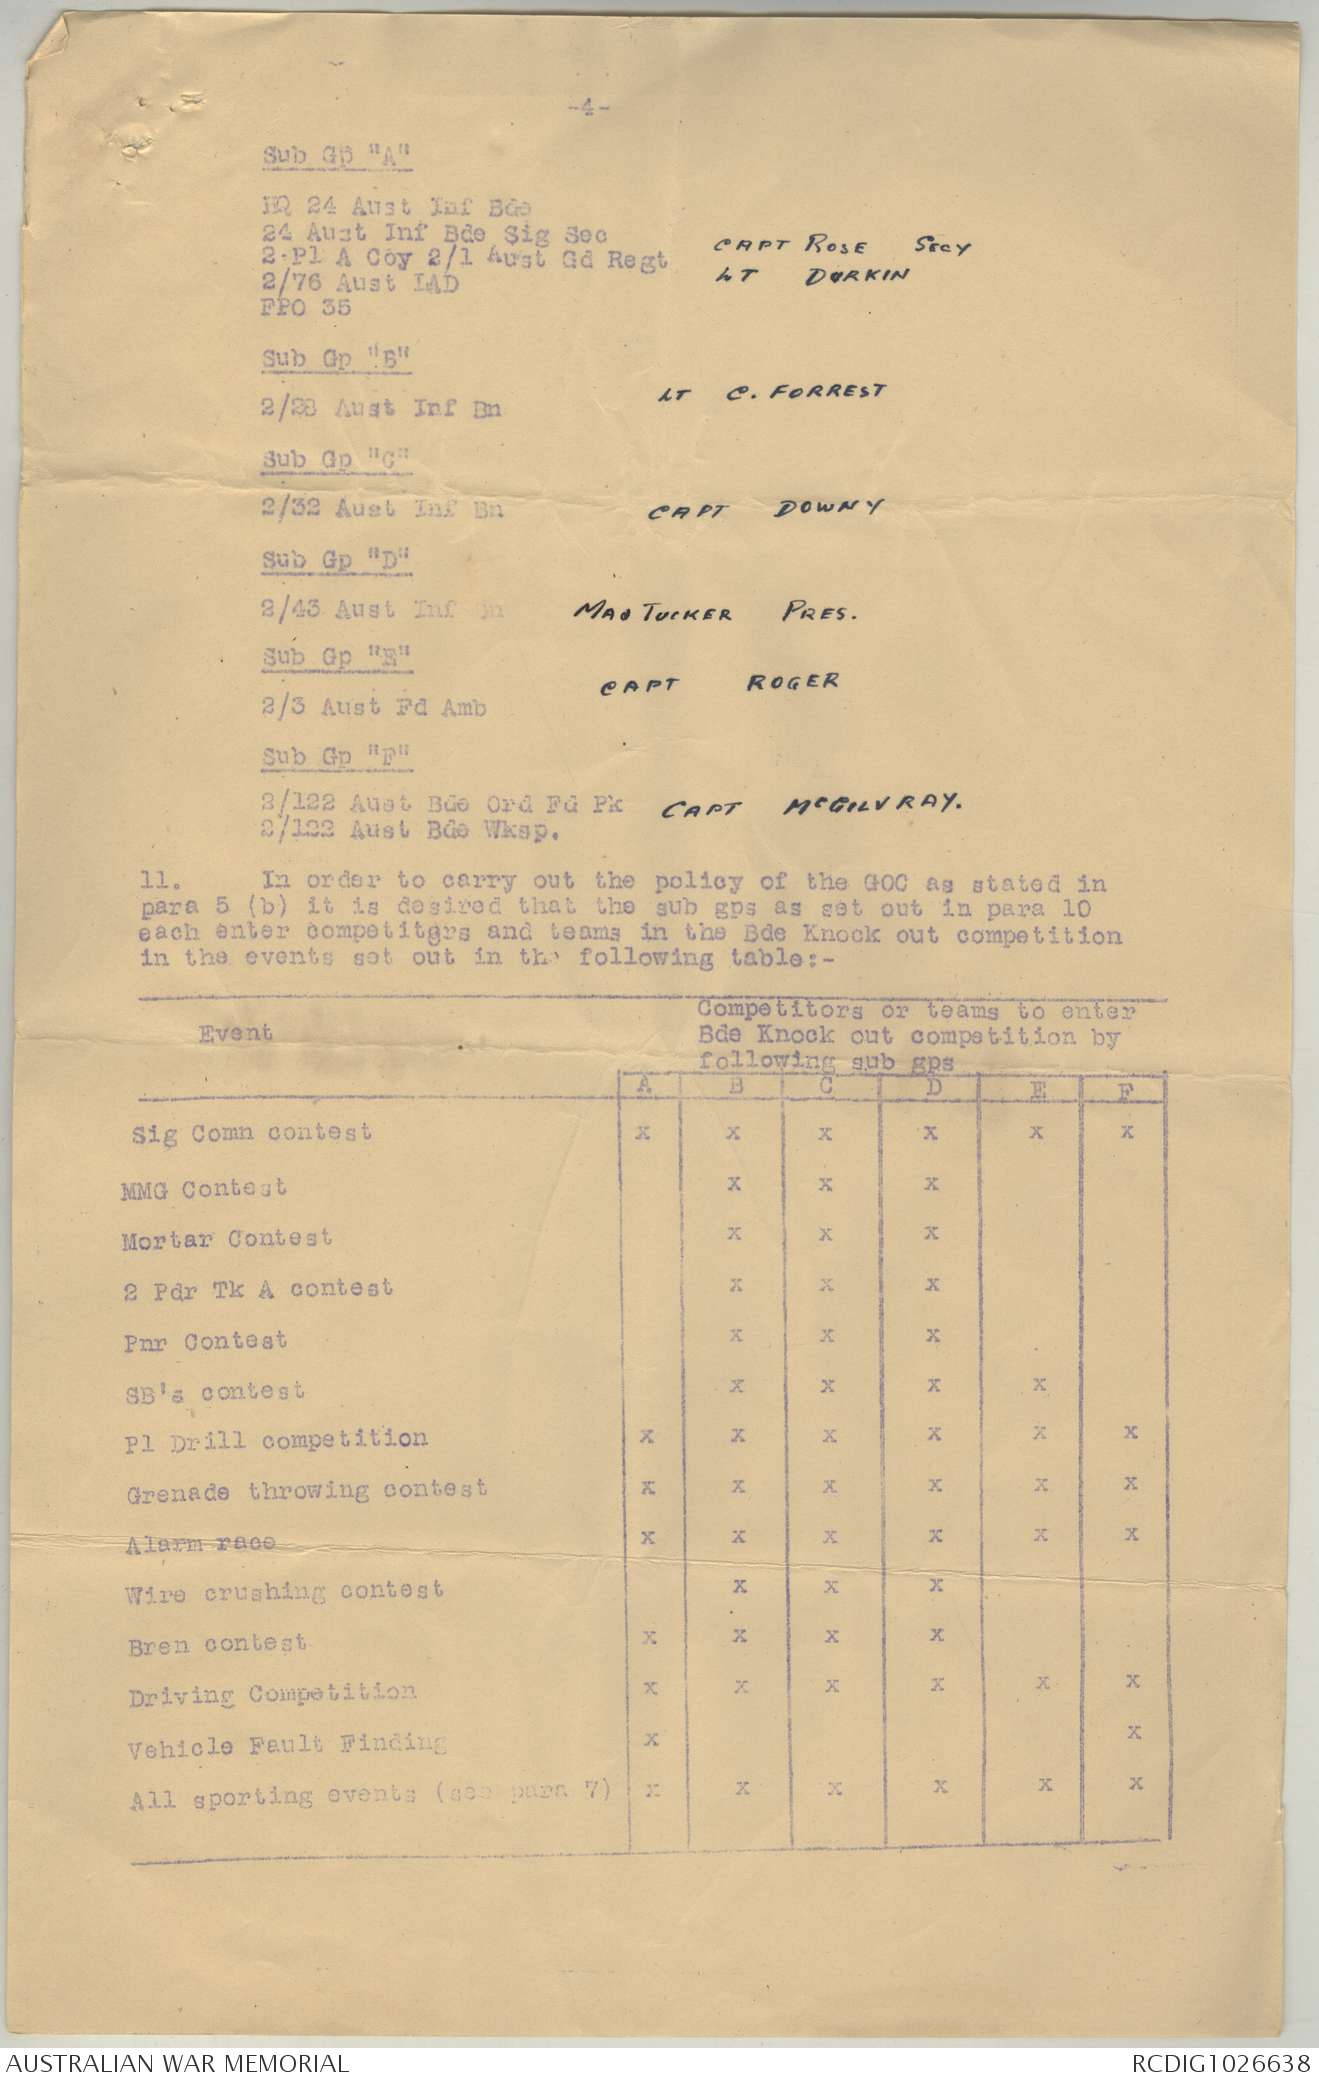 -4-
Sub Gp "A"
HQ 24 Aust Inf Bde
24 Aust Inf Bde Sig Sec
2 Pl A Coy 2/1 Aust Gd Regt
2/76 Aust LAD
FPO 35
CAPT ROSE SECY
LT DURKIN
Sub Gp "B"
2/28 Aust Inf Bn
LT C. FORREST
Sub Gp "C"
2/32 Aust Inf Bn
CAPT DOWNY
Sub Gp "D"
2/43 Aust Inf Bn
MAJ TUCKER PRES.
Sub Gp "E"
2/3 Aust Fd Amb
CAPT ROGER
Sub Gp "F"
2/122 Aust Bde Ord Fd Pk
2/122 Aust Bde Wksp.
CAPT McGILVRAY.
11. In order to carry out the policy of the GOC as stated in
para 5 (b) it is desired that the sub gps as set out in para 10
each enter competitgrs and teams in the Bde Knock out competition
in the events set out in the following table:-
Event
Competitors or teams to enter
Bde Knock out competition by
following sub gps
A B C D E F
Sig Comn contest x x x x x x
MMG Contest x x x
Mortar Contest x x x
2 Pdr Tk A contest x x x
Pnr Contest x x x
SB's contest x x x x
Pl Drill competition x x x x x x
Grenade throwing contest x x x x x x
Alarm race x x x x x x
Wire crushing contest x x x
Bren contest x x x x
Driving Competition x x x x x x
Vehicle Fault Finding x x
All sporting events (see para 7) x x x x x x
AUSTRALIAN WAR MEMORIAL
RCDIG1026638